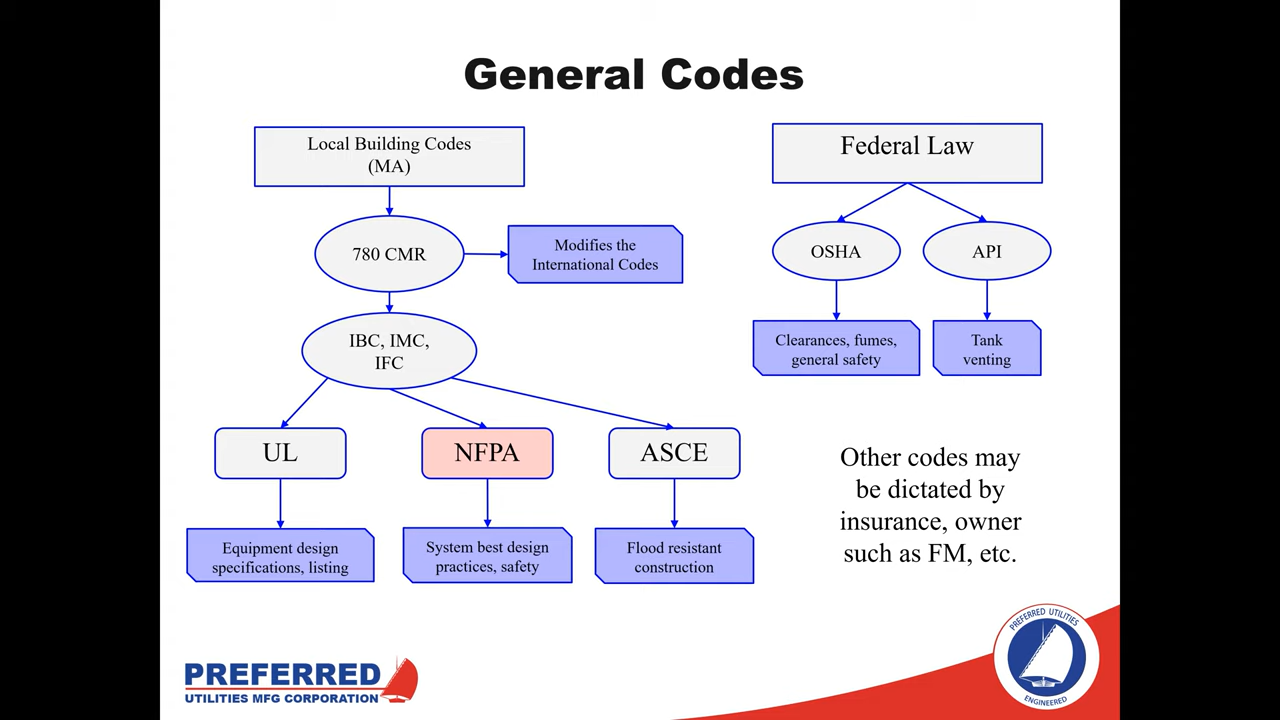 General Codes
Local Building Codes
(MA)
780 CMR
Modifies the
International Codes
IBC, IMC,
IFC
UL
NFPA
ASCE
Equipment design
specifications, listing
System best design
practices, safety
Flood resistant
construction
Federal Law
OSHA
API
Clearances, fumes,
general safety
Tank
venting
Other codes may
be dictated by
insurance, owner
such as FM, etc.
PREFERRED
UTILITIES MFG CORPORATION
PREFERRED UTILITIES
ENGINEERED